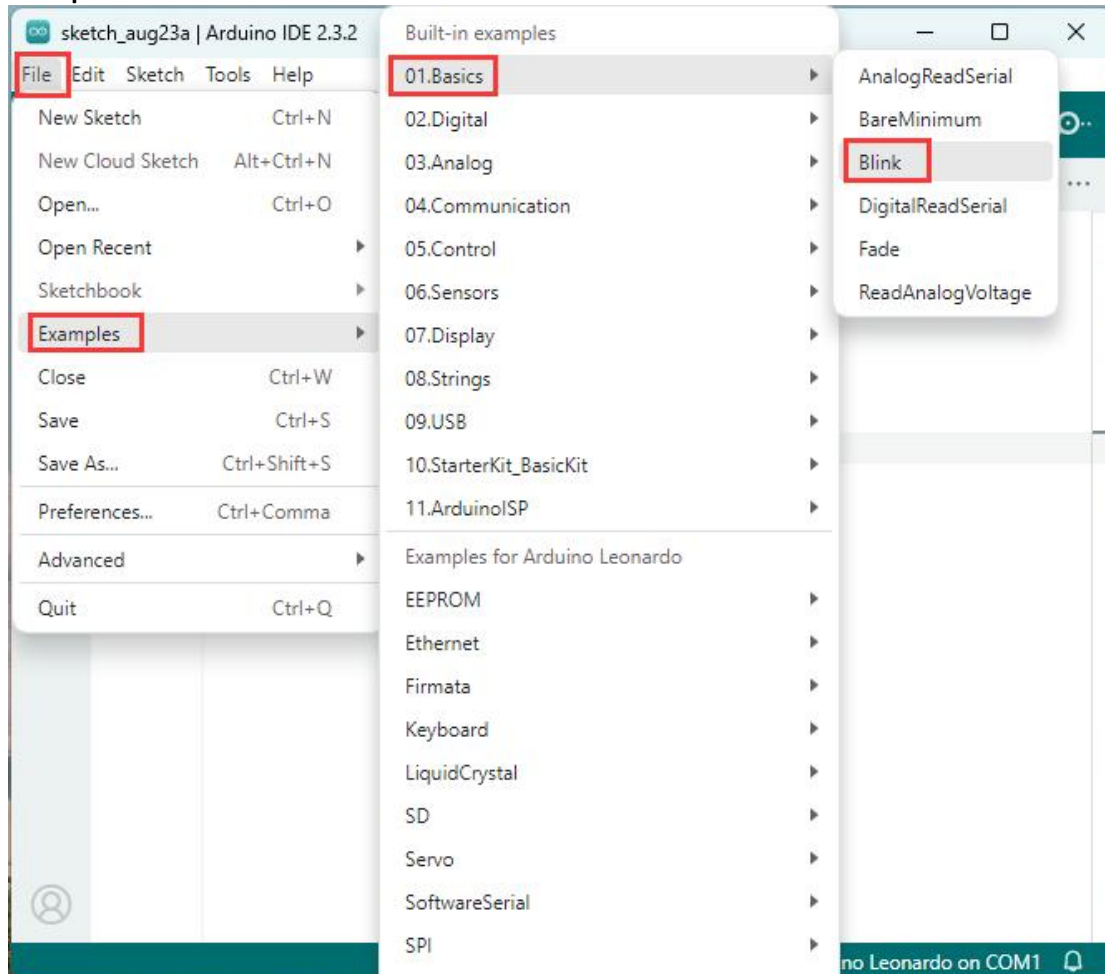 sketch_aug23a | Arduino IDE 2.3.2
File Edit Sketch Tools Help
New Sketch Ctrl+N
New Cloud Sketch Alt+Ctrl+N
Open... Ctrl+O
Open Recent
Sketchbook
Examples
Close Ctrl+W
Save Ctrl+S
Save As... Ctrl+Shift+S
Preferences... Ctrl+Comma
Advanced
Quit Ctrl+Q
Built-in examples
01.Basics
02.Digital
03.Analog
04.Communication
05.Control
06.Sensors
07.Display
08.Strings
09.USB
10.StarterKit_BasicKit
11.ArduinoISP
Examples for Arduino Leonardo
EEPROM
Ethernet
Firmata
Keyboard
LiquidCrystal
SD
Servo
SoftwareSerial
SPI
AnalogReadSerial
BareMinimum
Blink
DigitalReadSerial
Fade
ReadAnalogVoltage
no Leonardo on COM1